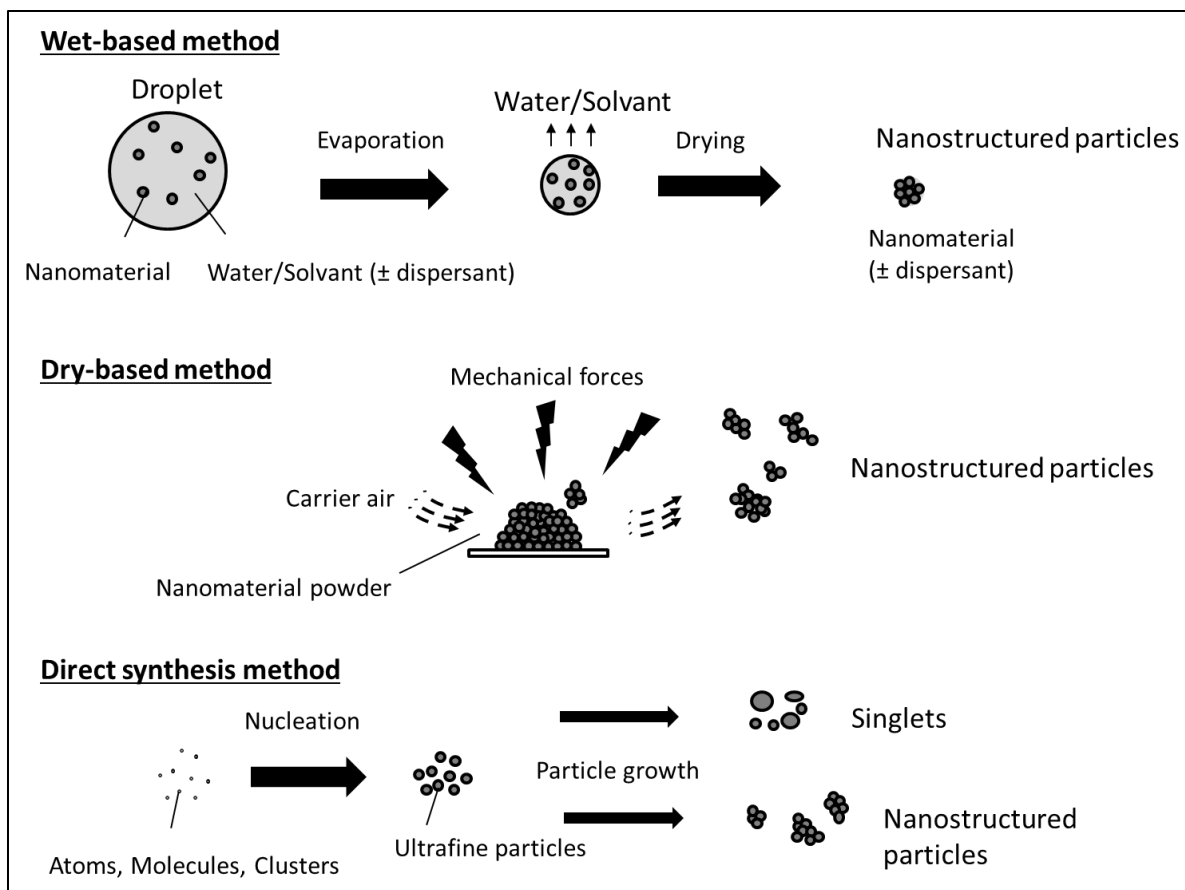 Wet-based method
Droplet
Water/Solvant
Evaporation
Drying
Nanostructured particles
Nanomaterial
Water/Solvant (± dispersant)
Nanomaterial
(± dispersant)
Dry-based method
Mechanical forces
Carrier air
Nanostructured particles
Nanomaterial powder
Direct synthesis method
Nucleation
Singlets
Particle growth
Ultrafine particles
Nanostructured
particles
Atoms, Molecules, Clusters